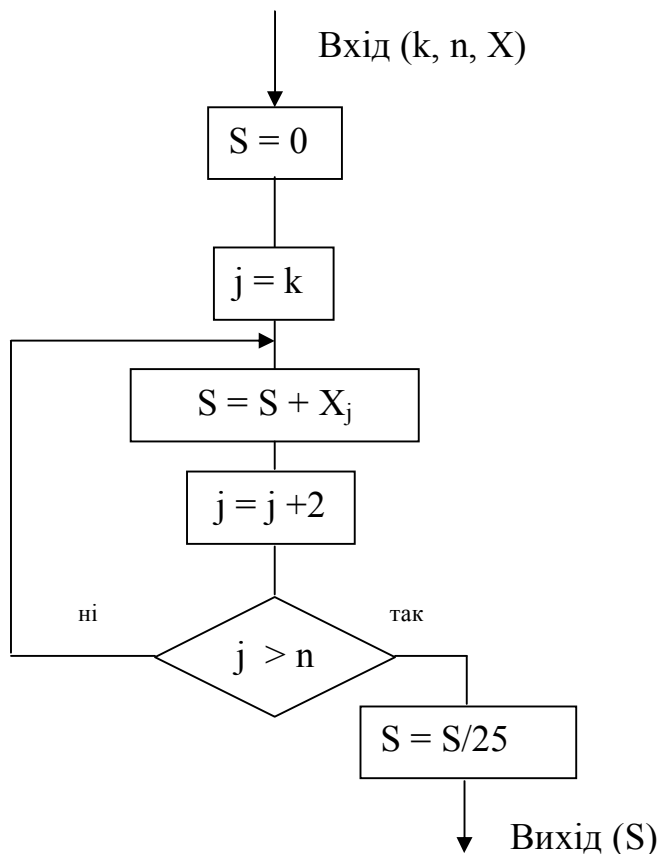 Вхід (k, n, X)
S = 0
j = k
S = S + Xj
j = j +2
ні
так
j > n
S = S/25
Вихід (S)